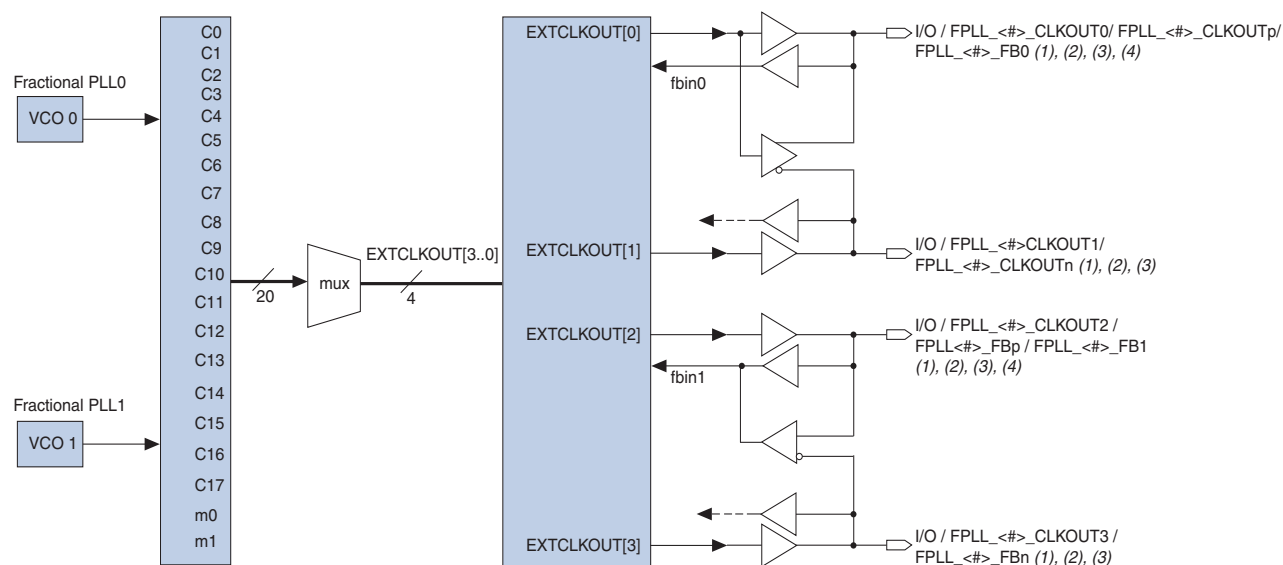 Fractional PLL0
VCO 0
Fractional PLL1
VCO 1
C0
C1
C2
C3
C4
C5
C6
C7
C8
C9
C10
C11
C12
C13
C14
C15
C16
C17
m0
m1
20
mux
EXTCLKOUT[3..0]
4
EXTCLKOUT[0]
fbin0
EXTCLKOUT[1]
EXTCLKOUT[2]
fbin1
EXTCLKOUT[3]
I/O / FPLL_<#>_CLKOUT0/ FPLL_<#>_CLKOUTp/
FPLL_<#>_FB0 (1), (2), (3), (4)
I/O / FPLL_<#>CLKOUT1/
FPLL_<#>_CLKOUTn (1), (2), (3)
I/O / FPLL_<#>_CLKOUT2 /
FPLL<#>_FBp / FPLL_<#>_FB1
(1), (2), (3), (4)
I/O / FPLL_<#>_CLKOUT3 /
FPLL_<#>_FBn (1), (2), (3)